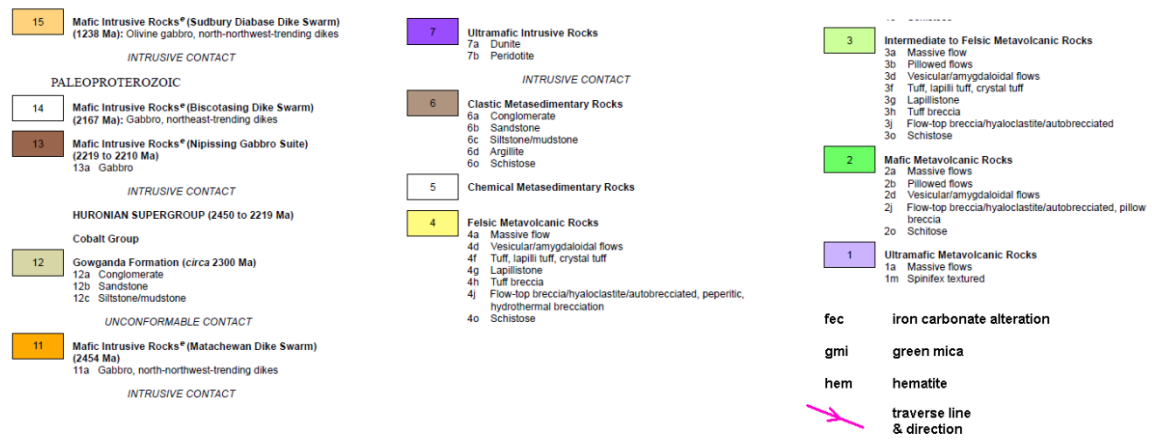 15 Mafic Intrusive Rocksᵉ (Sudbury Diabase Dike Swarm)
(1238 Ma): Olivine gabbro, north-northwest-trending dikes
INTRUSIVE CONTACT
PALEOPROTEROZOIC
14 Mafic Intrusive Rocksᵉ (Biscotasing Dike Swarm)
(2167 Ma): Gabbro, northeast-trending dikes
13 Mafic Intrusive Rocksᵉ (Nipissing Gabbro Suite)
(2219 to 2210 Ma)
13a Gabbro
INTRUSIVE CONTACT
HURONIAN SUPERGROUP (2450 to 2219 Ma)
Cobalt Group
12 Gowganda Formation (circa 2300 Ma)
12a Conglomerate
12b Sandstone
12c Siltstone/mudstone
UNCONFORMABLE CONTACT
11 Mafic Intrusive Rocksᵉ (Matachewan Dike Swarm)
(2454 Ma)
11a Gabbro, north-northwest-trending dikes
INTRUSIVE CONTACT
7 Ultramafic Intrusive Rocks
7a Dunite
7b Peridotite
INTRUSIVE CONTACT
6 Clastic Metasedimentary Rocks
6a Conglomerate
6b Sandstone
6c Siltstone/mudstone
6d Argillite
6o Schistose
5 Chemical Metasedimentary Rocks
4 Felsic Metavolcanic Rocks
4a Massive flow
4d Vesicular/amygdaloidal flows
4f Tuff, lapilli tuff, crystal tuff
4g Lapillistone
4h Tuff breccia
4j Flow-top breccia/hyaloclastite/autobrecciated, peperitic,
hydrothermal brecciation
4o Schistose
3 Intermediate to Felsic Metavolcanic Rocks
3a Massive flow
3b Pillowed flows
3d Vesicular/amygdaloidal flows
3f Tuff, lapilli tuff, crystal tuff
3g Lapillistone
3h Tuff breccia
3j Flow-top breccia/hyaloclastite/autobrecciated
3o Schistose
2 Mafic Metavolcanic Rocks
2a Massive flows
2b Pillowed flows
2d Vesicular/amygdaloidal flows
2j Flow-top breccia/hyaloclastite/autobrecciated, pillow
breccia
2o Schitose
1 Ultramafic Metavolcanic Rocks
1a Massive flows
1m Spinifex textured
fec iron carbonate alteration
gmi green mica
hem hematite
traverse line
& direction